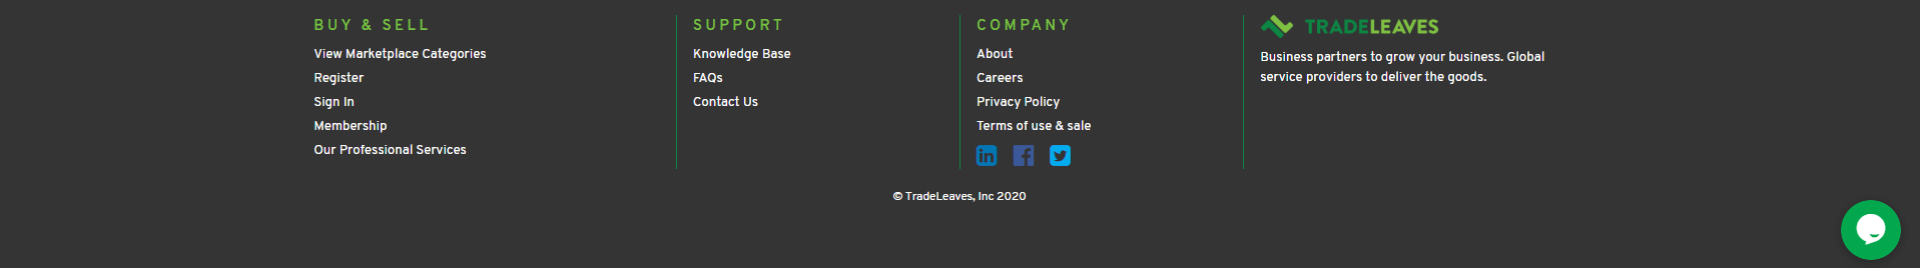 BUY & SELL
View Marketplace Categories
Register
Sign In
Membership
Our Professional Services
SUPPORT
Knowledge Base
FAQs
Contact Us
COMPANY
About
Careers
Privacy Policy
Terms of use & sale
in f
TRADELEAVES
Business partners to grow your business. Global
service providers to deliver the goods.
© TradeLeaves, Inc 2020